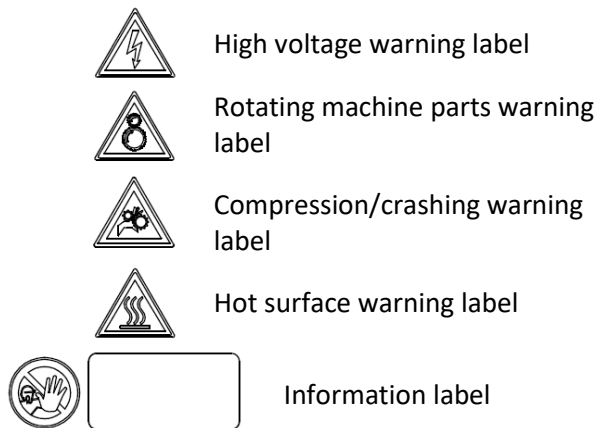 High voltage warning label
Rotating machine parts warning
label
Compression/crashing warning
label
Hot surface warning label
Information label